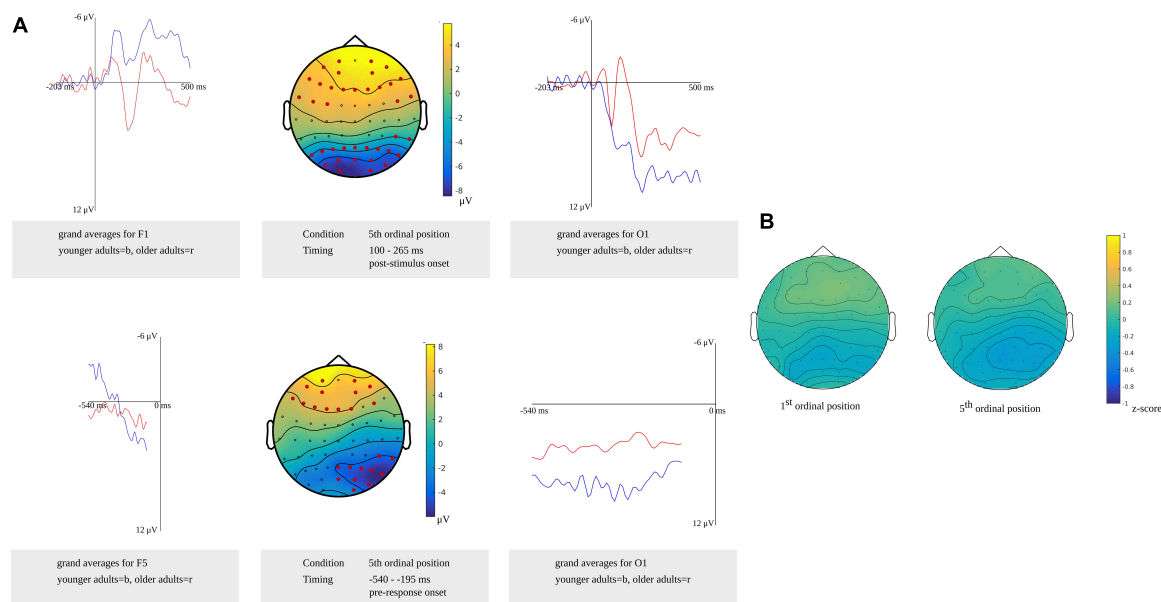 A
-6 μV
-203 ms
500 ms
12 μV
4
2
0
-2
-4
-6
-8
μV
-6 μV
-203 ms
500 ms
12 μV
grand averages for F1
younger adults=b, older adults=r
Condition 5th ordinal position
Timing 100 - 265 ms
post-stimulus onset
grand averages for O1
younger adults=b, older adults=r
-6 μV
-540 ms
0 ms
12 μV
8
6
4
2
0
-2
-4
μV
-6 μV
-540 ms
0 ms
12 μV
grand averages for F5
younger adults=b, older adults=r
Condition 5th ordinal position
Timing -540 - -195 ms
pre-response onset
grand averages for O1
younger adults=b, older adults=r
B
1st ordinal position
5th ordinal position
1
0.8
0.6
0.4
0.2
0
-0.2
-0.4
-0.6
-0.8
-1
z-score